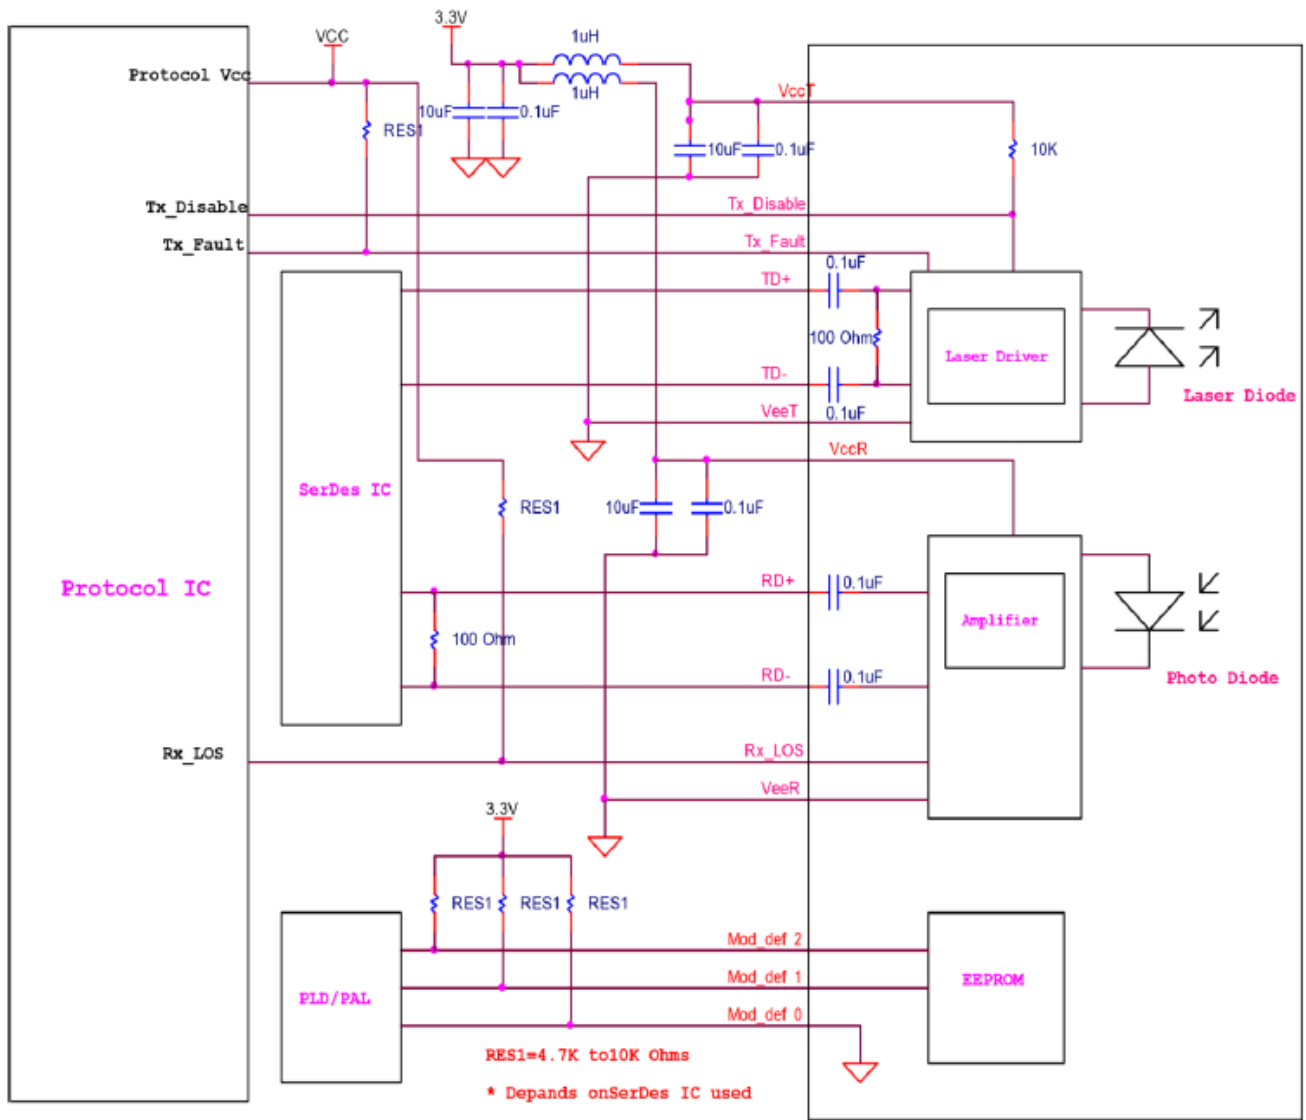 3.3V
VCC
1uH
Protocol Vcc
1uH
VccT
10uF
0.1uF
RES1
10uF
0.1uF
10K
Tx_Disable
Tx_Disable
Tx_Fault
Tx_Fault
0.1uF
TD+
100 Ohm
Laser Driver
TD-
Laser Diode
VeeT
0.1uF
VccR
SerDes IC
RES1
10uF
0.1uF
Protocol IC
RD+
0.1uF
Amplifier
100 Ohm
RD-
0.1uF
Photo Diode
Rx_LOS
Rx_LOS
VeeR
3.3V
RES1
RES1
RES1
Mod_def 2
Mod_def 1
EEPROM
PLD/PAL
Mod_def 0
RES1=4.7K to10K Ohms
* Depands onSerDes IC used